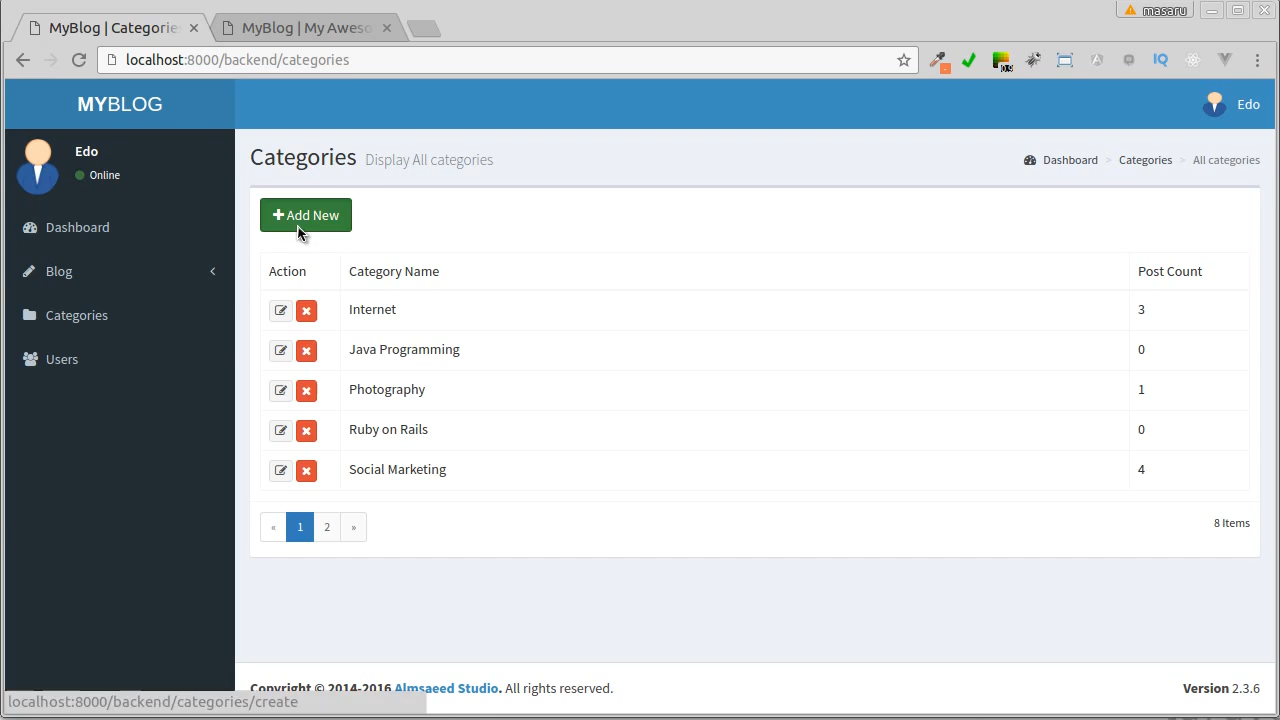 masaru
MyBlog | Categorie
MyBlog | My Aweso
localhost:8000/backend/categories
IQ
MYBLOG
Edo
Edo
Online
Dashboard
Blog
Categories
Users
Categories Display All categories
Dashboard > Categories > All categories
Add New
Action Category Name Post Count
Internet 3
Java Programming 0
Photography 1
Ruby on Rails 0
Social Marketing 4
« 1 2 »
8 Items
Copyright © 2014-2016 Almsaeed Studio. All rights reserved.
Version 2.3.6
localhost:8000/backend/categories/create